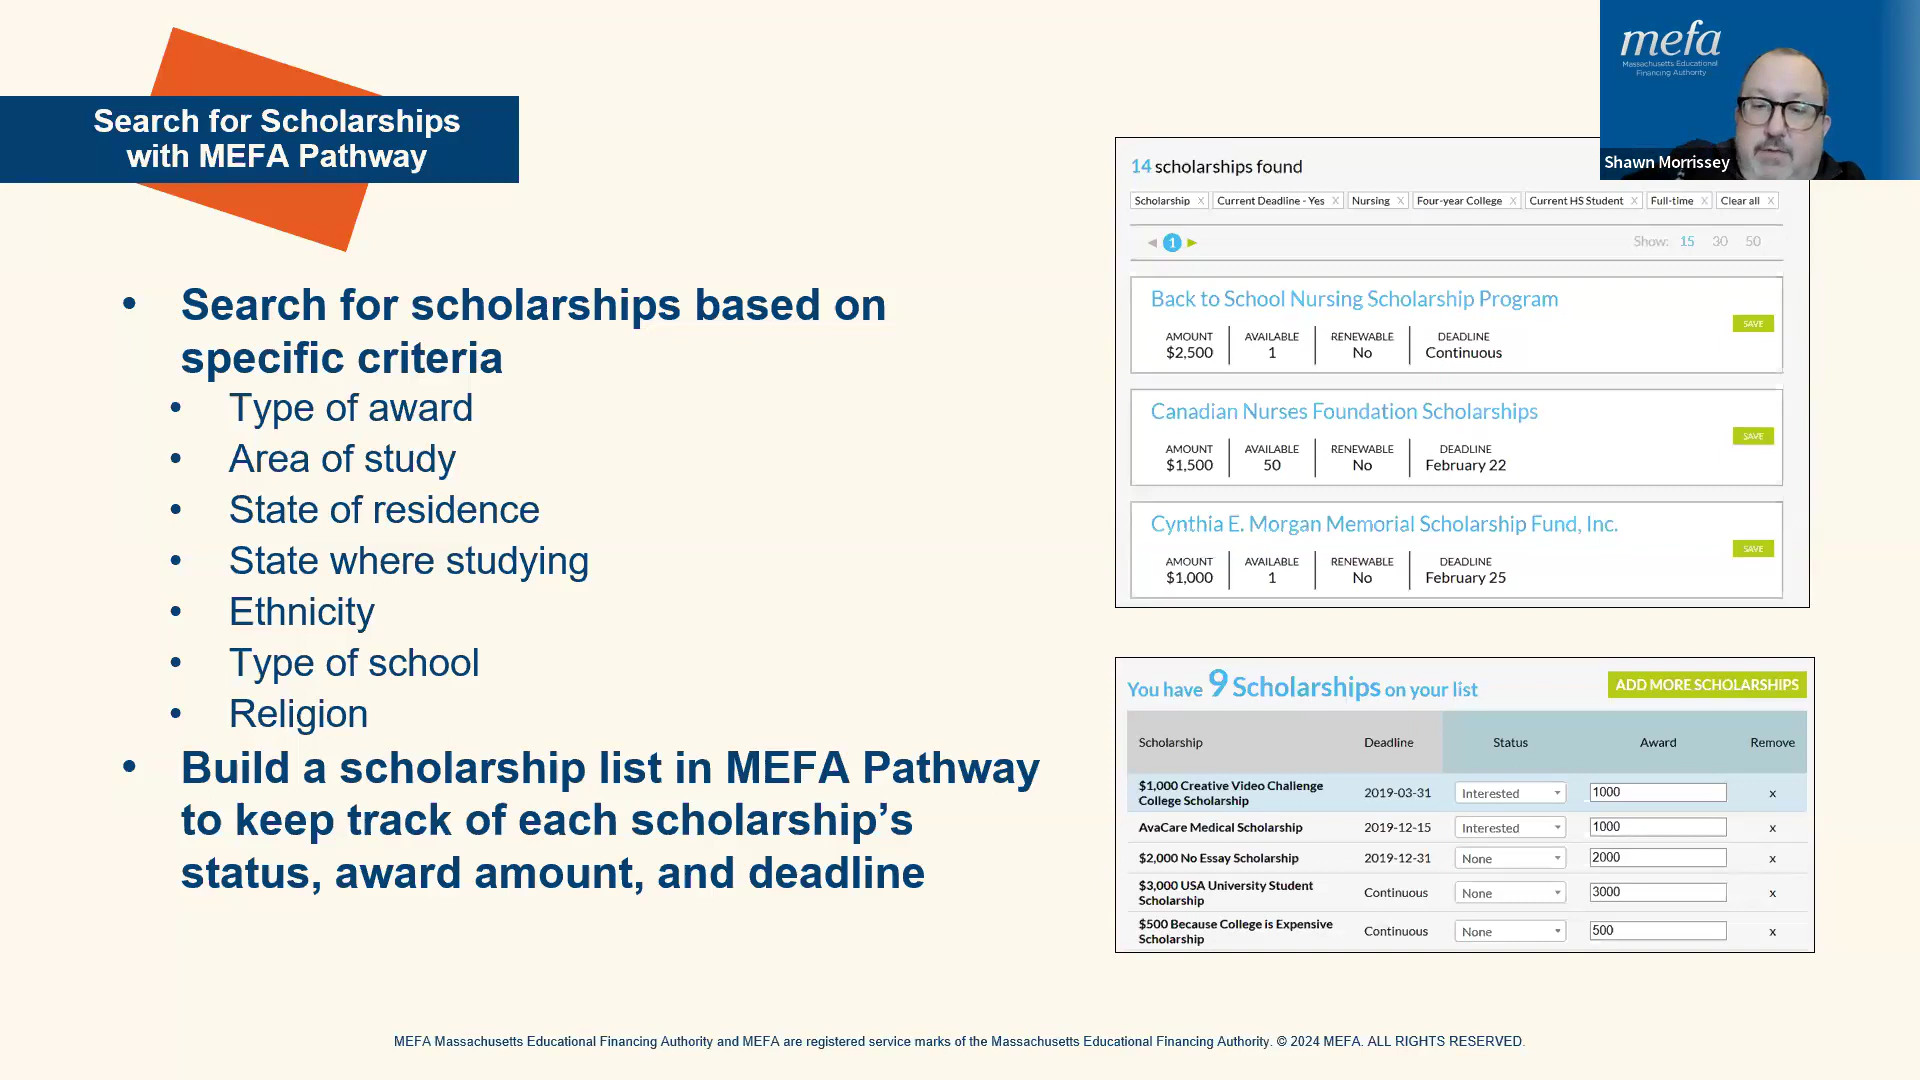 Search for Scholarships
with MEFA Pathway
• Search for scholarships based on
specific criteria
• Type of award
• Area of study
• State of residence
• State where studying
• Ethnicity
• Type of school
• Religion
• Build a scholarship list in MEFA Pathway
to keep track of each scholarship's
status, award amount, and deadline
mefa
Massachusetts Educational
Financing Authority
Shawn Morrissey
14 scholarships found
Scholarship X Current Deadline - Yes X Nursing X Four-year College X Current HS Student X Full-time X Clear all X
1 Show: 15 30 50
Back to School Nursing Scholarship Program
SAVE
AMOUNT AVAILABLE RENEWABLE DEADLINE
$2,500 1 No Continuous
Canadian Nurses Foundation Scholarships
SAVE
AMOUNT AVAILABLE RENEWABLE DEADLINE
$1,500 50 No February 22
Cynthia E. Morgan Memorial Scholarship Fund, Inc.
SAVE
AMOUNT AVAILABLE RENEWABLE DEADLINE
$1,000 1 No February 25
You have 9 Scholarships on your list ADD MORE SCHOLARSHIPS
Scholarship Deadline Status Award Remove
$1,000 Creative Video Challenge
College Scholarship 2019-03-31 Interested 1000 x
AvaCare Medical Scholarship 2019-12-15 Interested 1000 x
$2,000 No Essay Scholarship 2019-12-31 None 2000 x
$3,000 USA University Student
Scholarship Continuous None 3000 x
$500 Because College is Expensive
Scholarship Continuous None 500 x
MEFA Massachusetts Educational Financing Authority and MEFA are registered service marks of the Massachusetts Educational Financing Authority. © 2024 MEFA. ALL RIGHTS RESERVED.